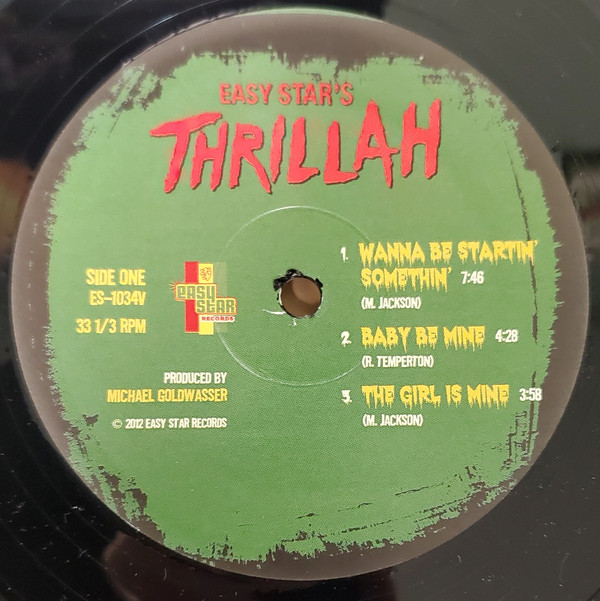 EASY STAR'S
THRILLAH
SIDE ONE
ES-1034V
33 1/3 RPM
EASY
STAR
RECORDS
PRODUCED BY
MICHAEL GOLDWASSER
© 2012 EASY STAR RECORDS
1. WANNA BE STARTIN'
SOMETHIN' 7:46
(M. JACKSON)
2. BABY BE MINE 4:28
(R. TEMPERTON)
3. THE GIRL IS MINE 3:58
(M. JACKSON)